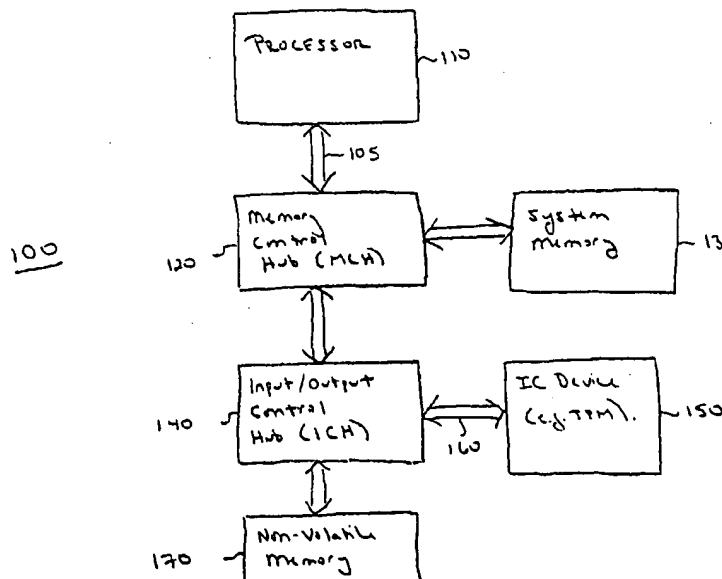 PROCESSOR
110
105
100
Memory
Control
Hub (MCH)
120
System
Memory
13
Input/Output
Control
Hub (ICH)
140
IC Device
(e.g. TPM).
150
160
Non-Volatile
Memory
170